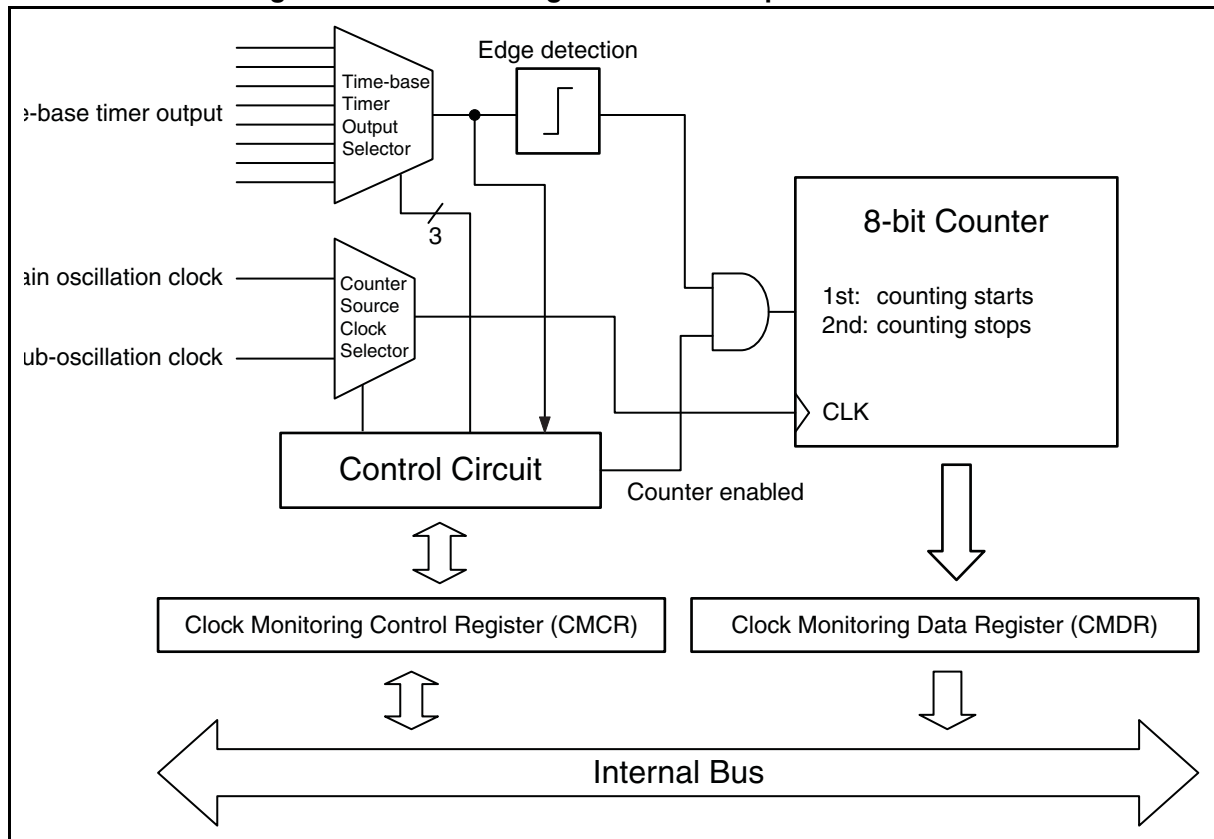 Edge detection
Time-base
Timer
Output
Selector
e-base timer output
3
8-bit Counter
1st: counting starts
2nd: counting stops
CLK
ain oscillation clock
ub-oscillation clock
Counter
Source
Clock
Selector
Control Circuit
Counter enabled
Clock Monitoring Control Register (CMCR)
Clock Monitoring Data Register (CMDR)
Internal Bus